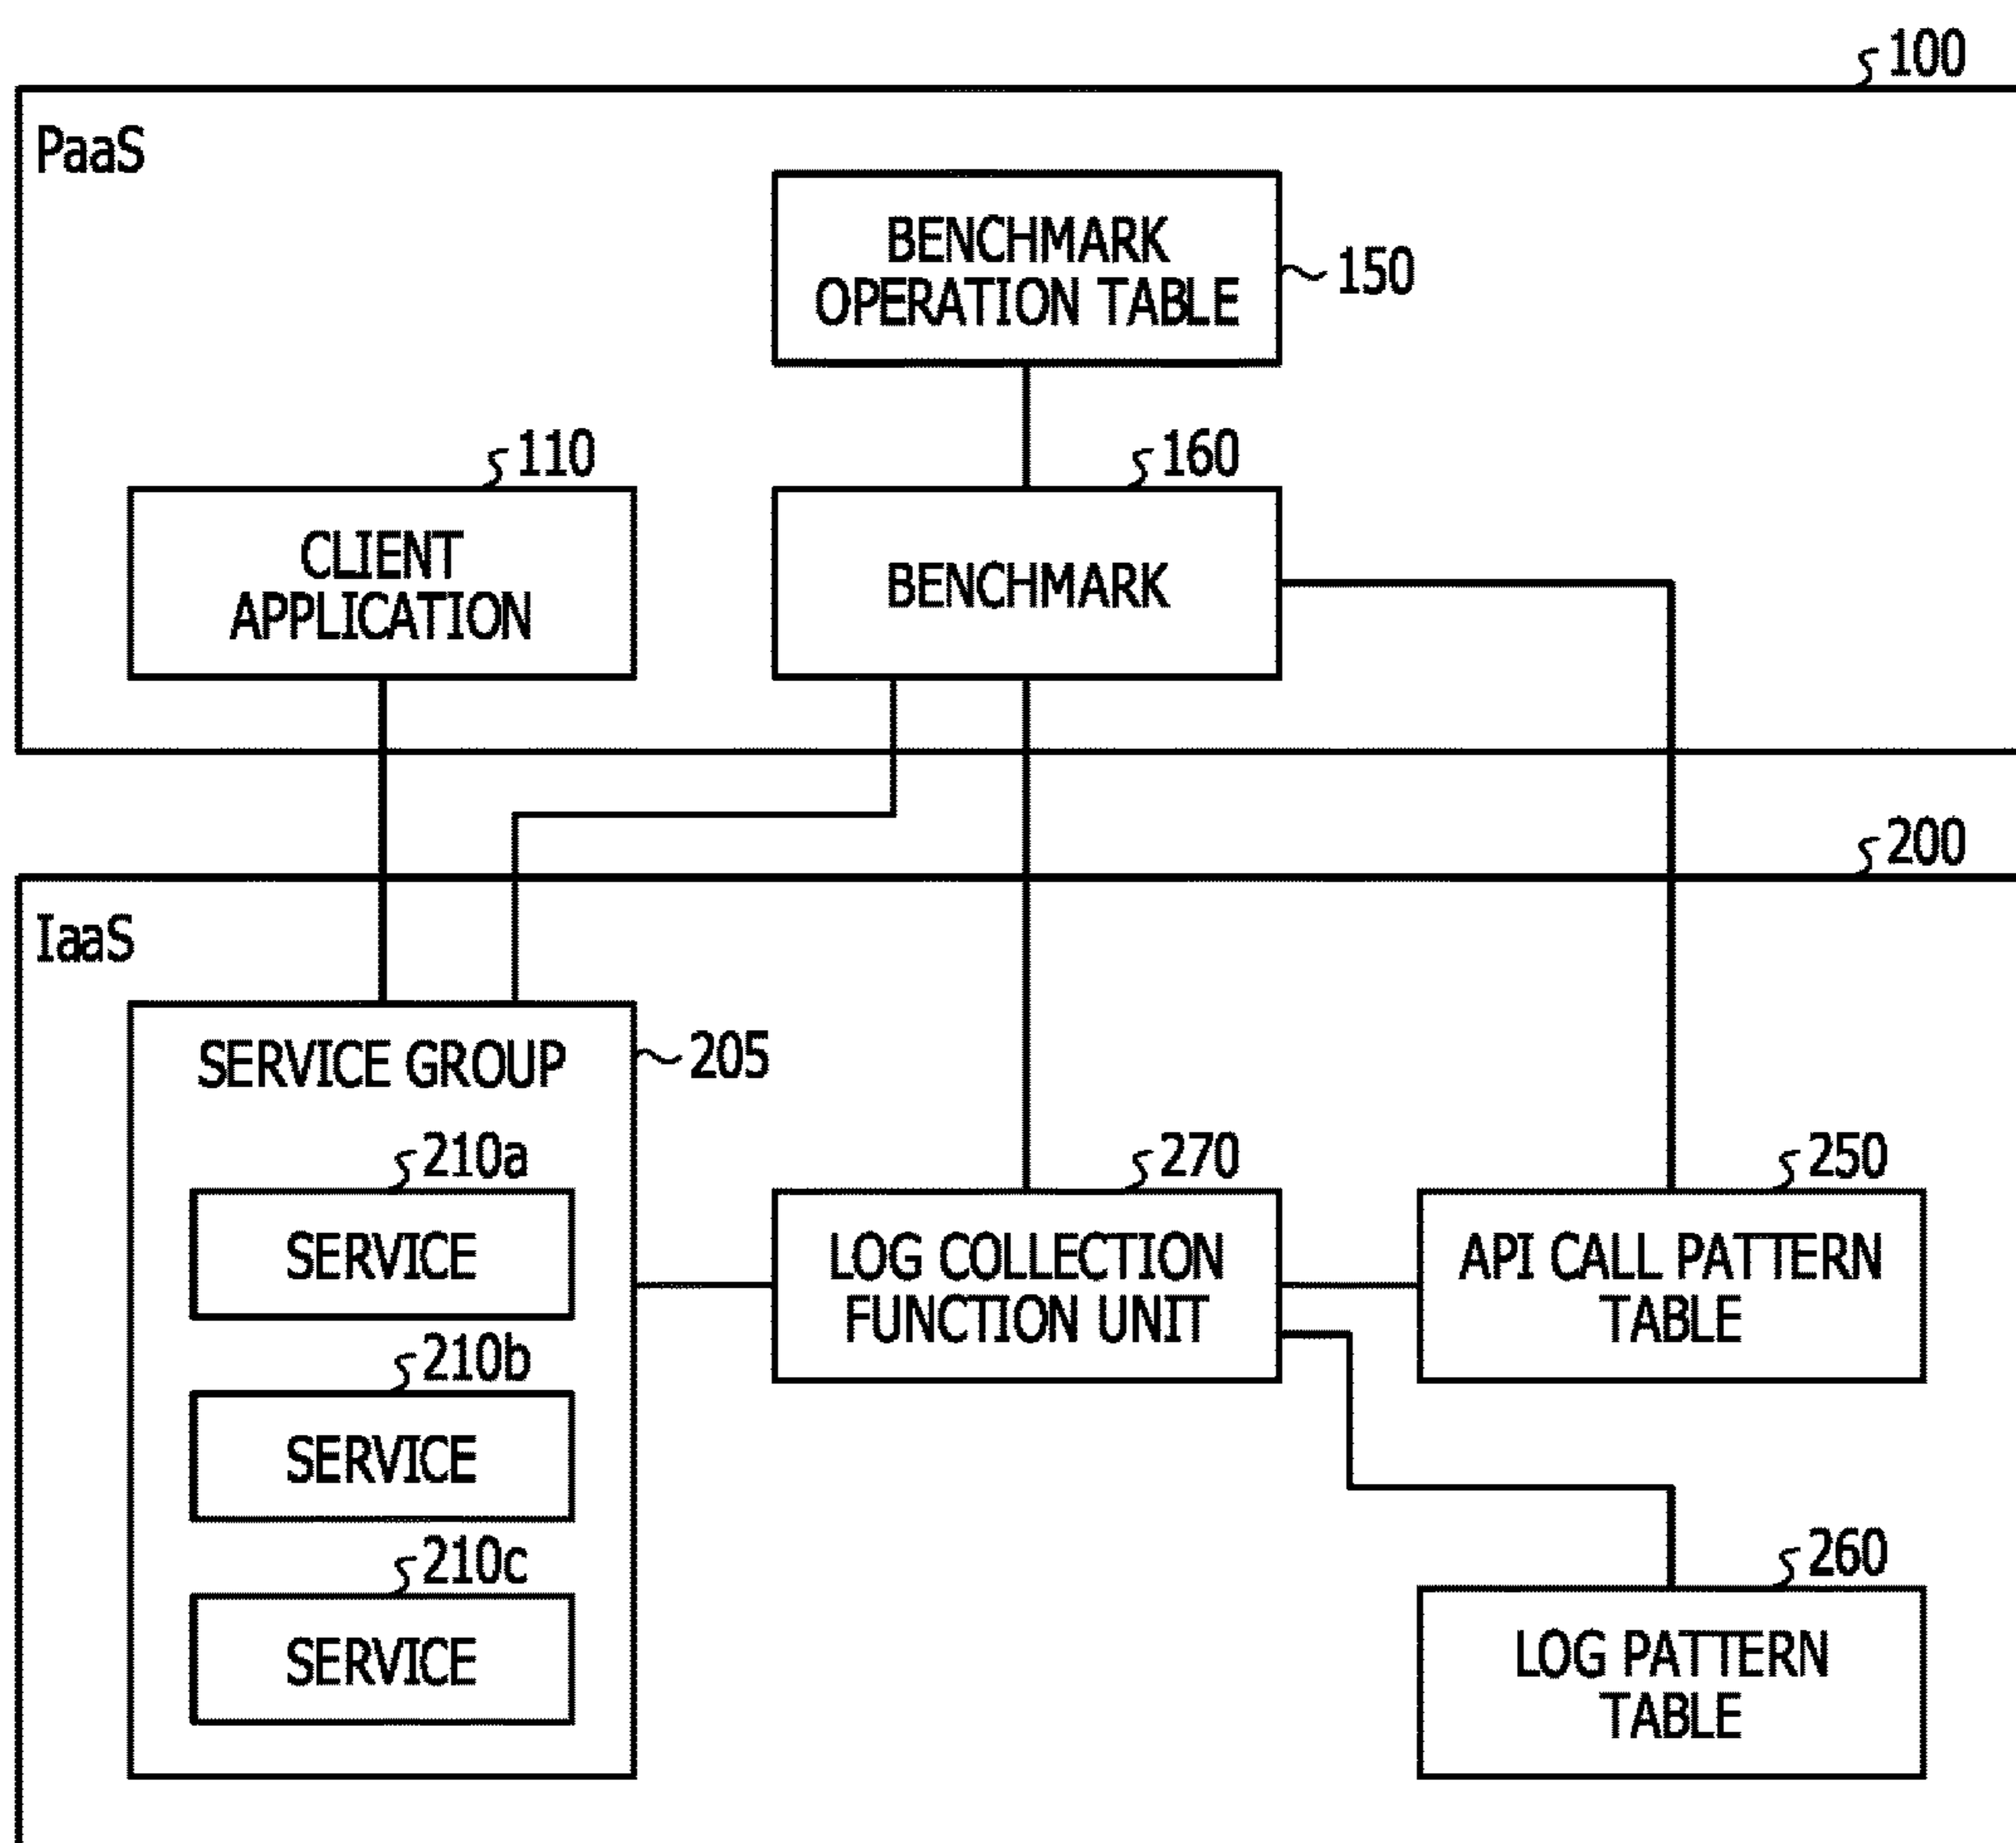 100
PaaS
BENCHMARK
OPERATION TABLE
150
110
160
CLIENT
APPLICATION
BENCHMARK
200
IaaS
SERVICE GROUP
205
210a
270
250
SERVICE
LOG COLLECTION
FUNCTION UNIT
API CALL PATTERN
TABLE
210b
SERVICE
210c
260
SERVICE
LOG PATTERN
TABLE